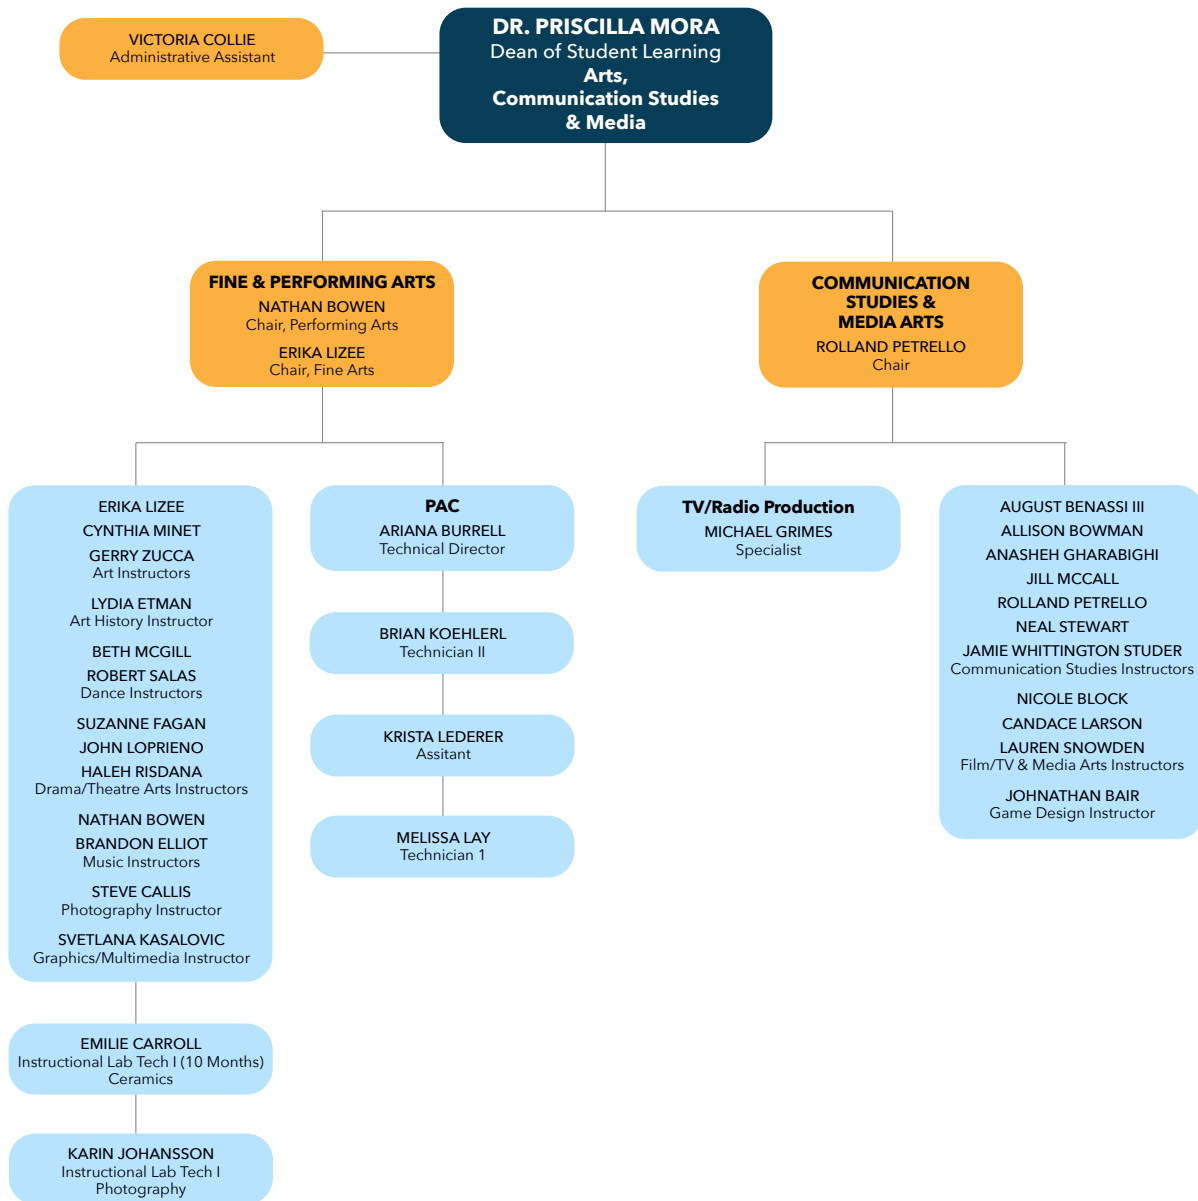 VICTORIA COLLIE
Administrative Assistant
DR. PRISCILLA MORA
Dean of Student Learning
Arts,
Communication Studies
& Media
FINE & PERFORMING ARTS
NATHAN BOWEN
Chair, Performing Arts
ERIKA LIZEE
Chair, Fine Arts
COMMUNICATION
STUDIES &
MEDIA ARTS
ROLLAND PETRELLO
Chair
ERIKA LIZEE
CYNTHIA MINET
GERRY ZUCCA
Art Instructors
LYDIA ETMAN
Art History Instructor
BETH MCGILL
ROBERT SALAS
Dance Instructors
SUZANNE FAGAN
JOHN LOPRIENO
HALEH RISDANA
Drama/Theatre Arts Instructors
NATHAN BOWEN
BRANDON ELLIOT
Music Instructors
STEVE CALLIS
Photography Instructor
SVETLANA KASALOVIC
Graphics/Multimedia Instructor
EMILIE CARROLL
Instructional Lab Tech I (10 Months)
Ceramics
KARIN JOHANSSON
Instructional Lab Tech I
Photography
PAC
ARIANA BURRELL
Technical Director
BRIAN KOEHLERL
Technician II
KRISTA LEDERER
Assitant
MELISSA LAY
Technician 1
TV/Radio Production
MICHAEL GRIMES
Specialist
AUGUST BENASSI III
ALLISON BOWMAN
ANASHEH GHARABIGHI
JILL MCCALL
ROLLAND PETRELLO
NEAL STEWART
JAMIE WHITTINGTON STUDER
Communication Studies Instructors
NICOLE BLOCK
CANDACE LARSON
LAUREN SNOWDEN
Film/TV & Media Arts Instructors
JOHNATHAN BAIR
Game Design Instructor